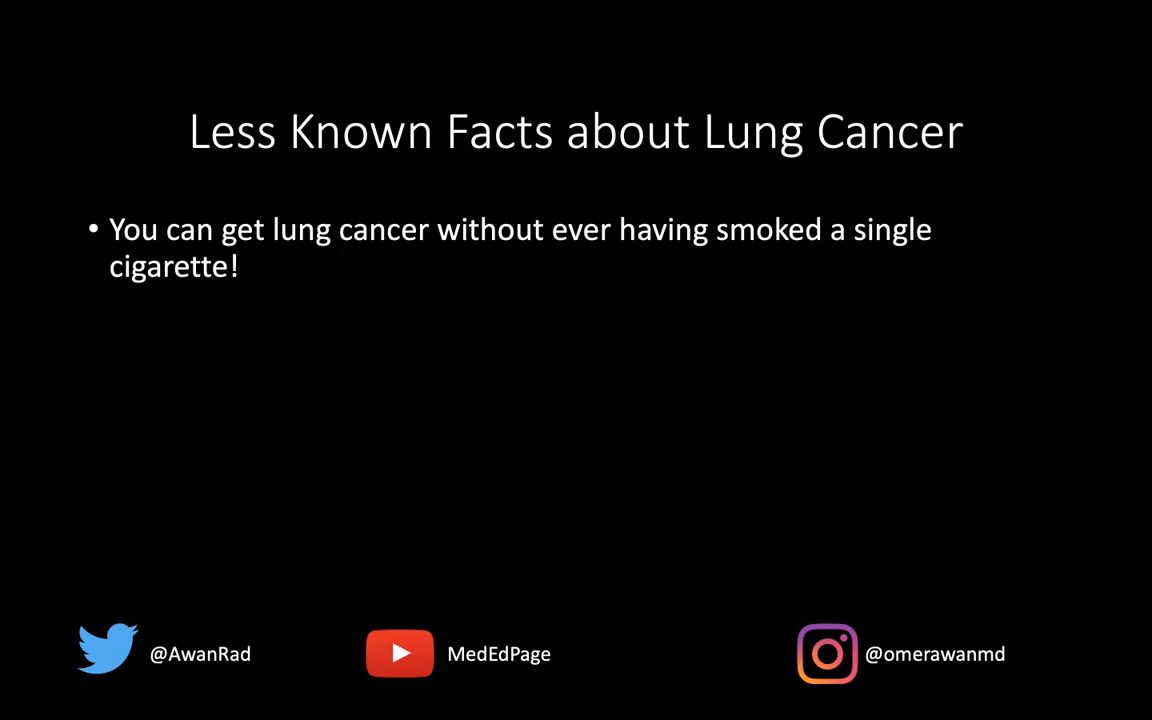 Less Known Facts about Lung Cancer
• You can get lung cancer without ever having smoked a single
cigarette!
@AwanRad
MedEdPage
@omerawanmd